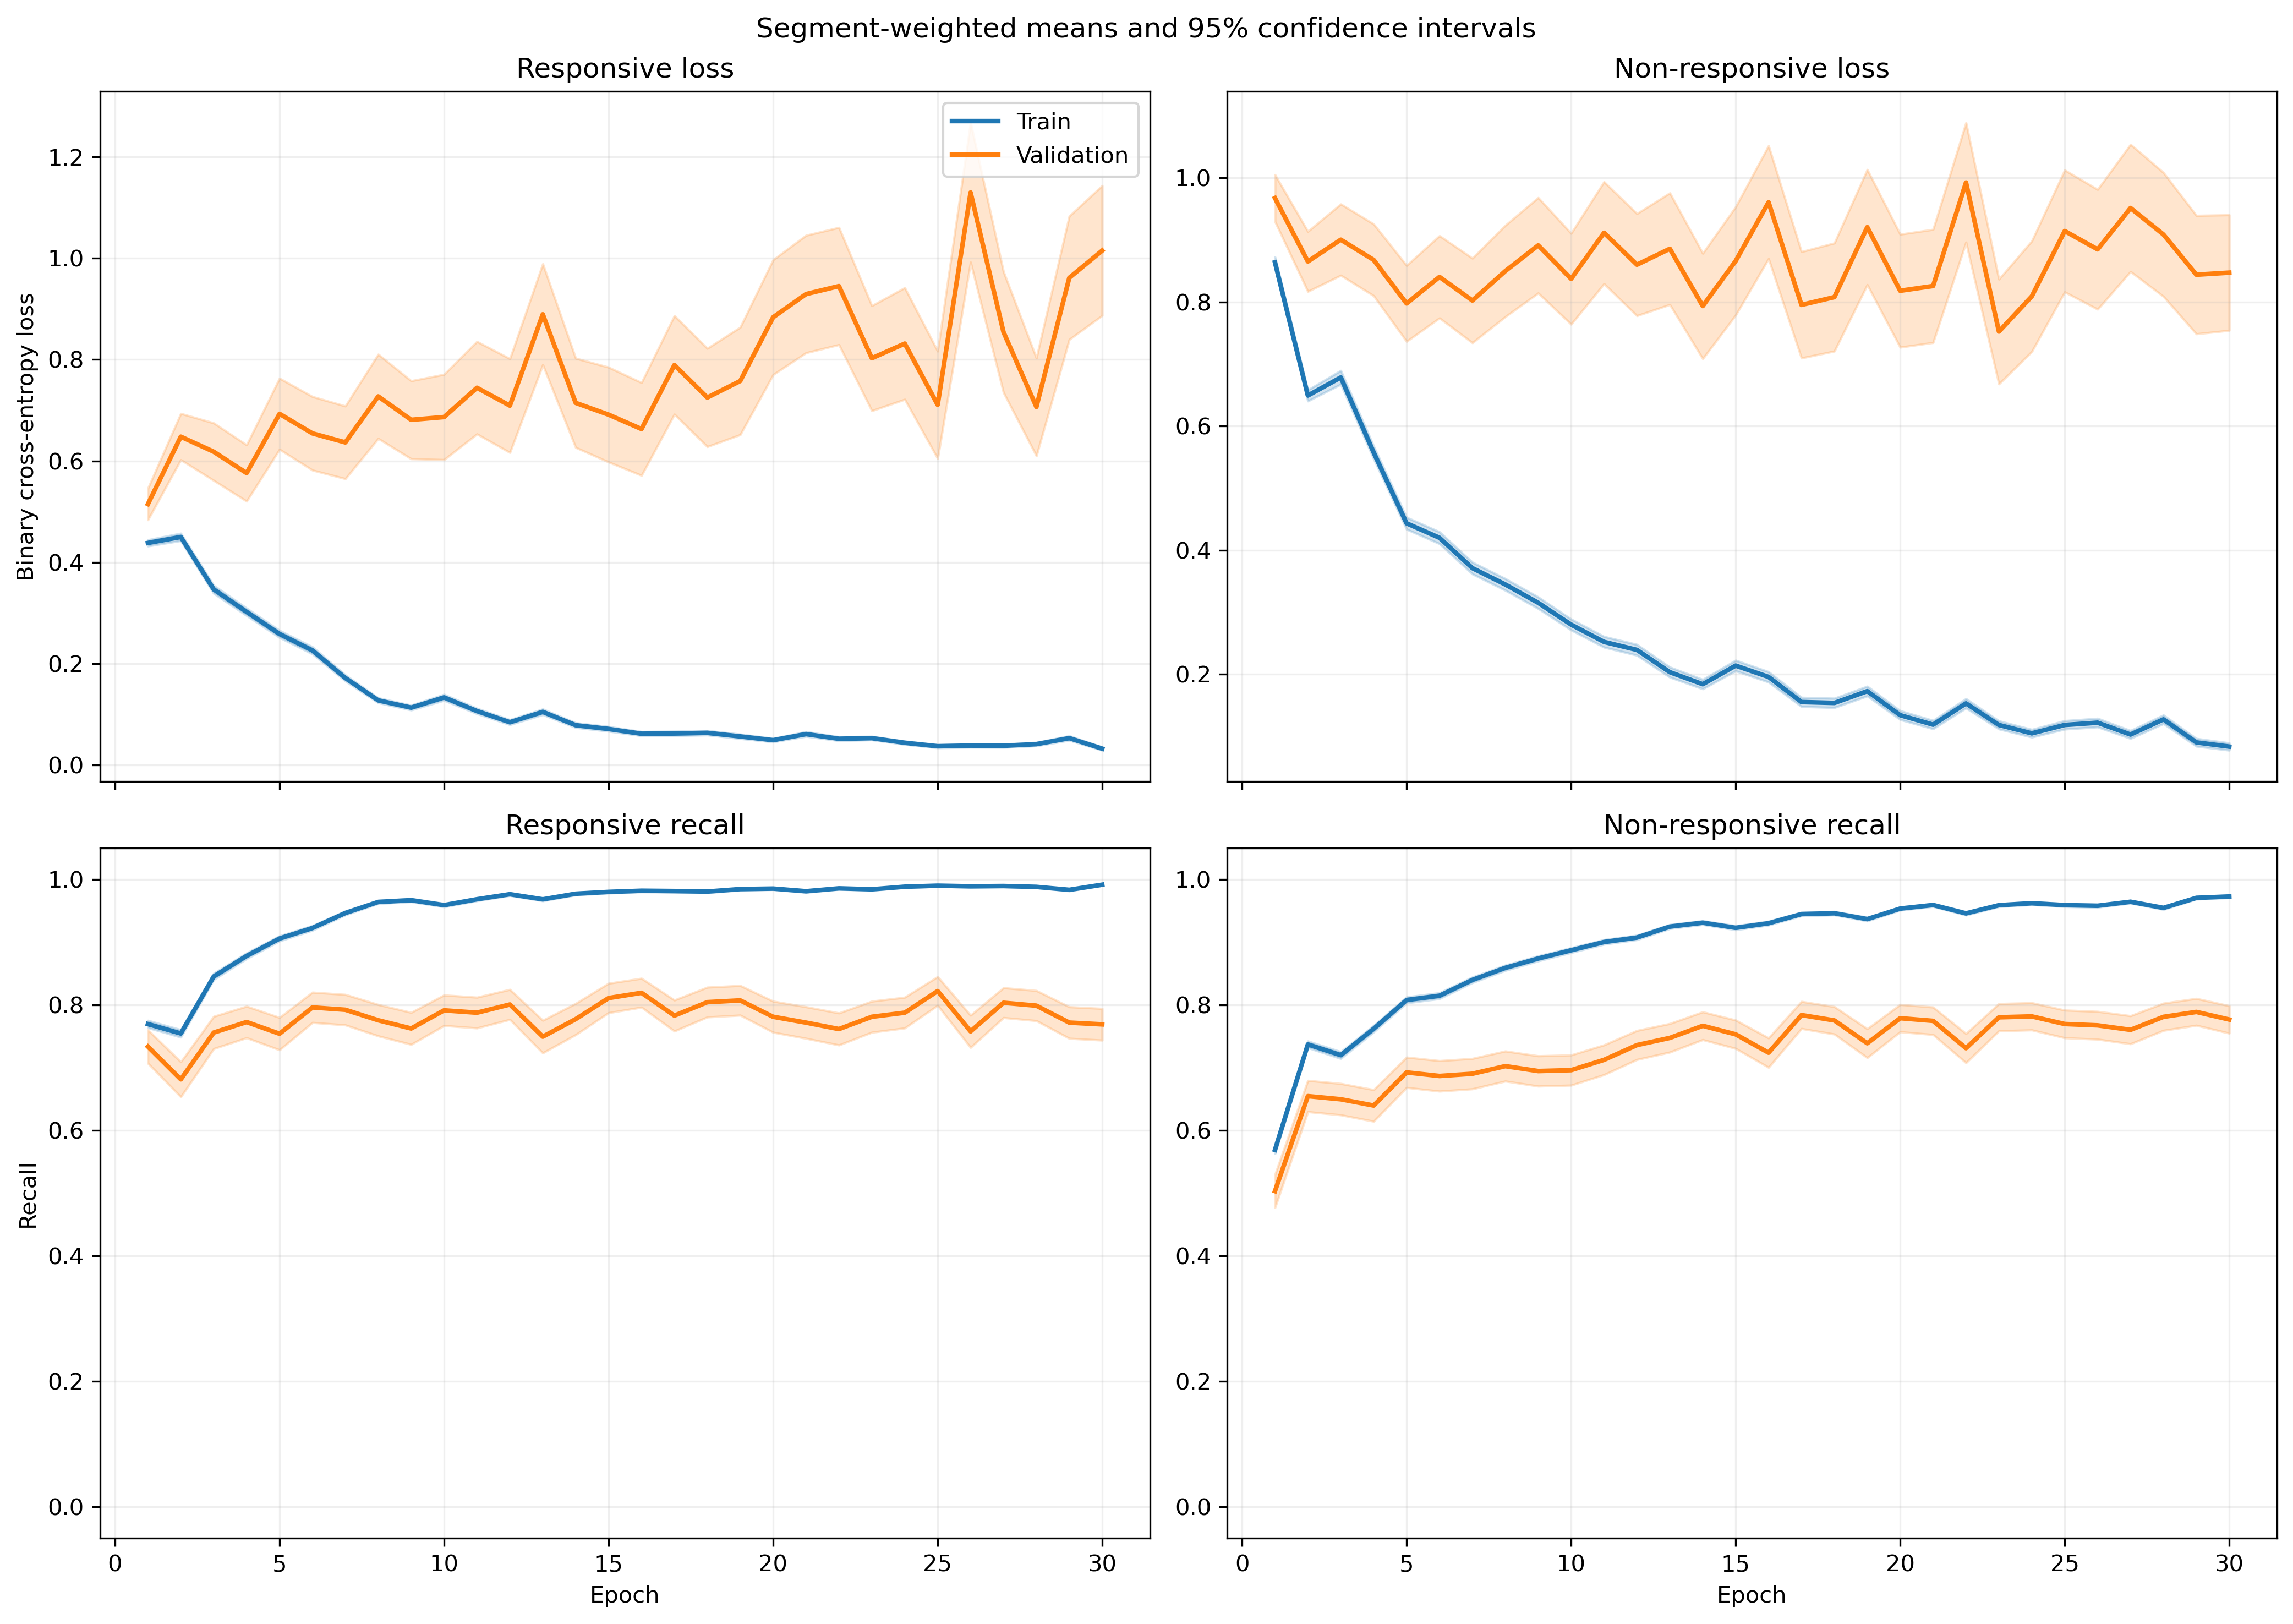 Segment-weighted means and 95% confidence intervals
Responsive loss
Non-responsive loss
Train
Validation
Binary cross-entropy loss
1.2
1.0
0.8
0.6
0.4
0.2
0.0
1.0
0.8
0.6
0.4
0.2
Responsive recall
Non-responsive recall
Recall
1.0
0.8
0.6
0.4
0.2
0.0
0 5 10 15 20 25 30
Epoch
1.0
0.8
0.6
0.4
0.2
0.0
0 5 10 15 20 25 30
Epoch